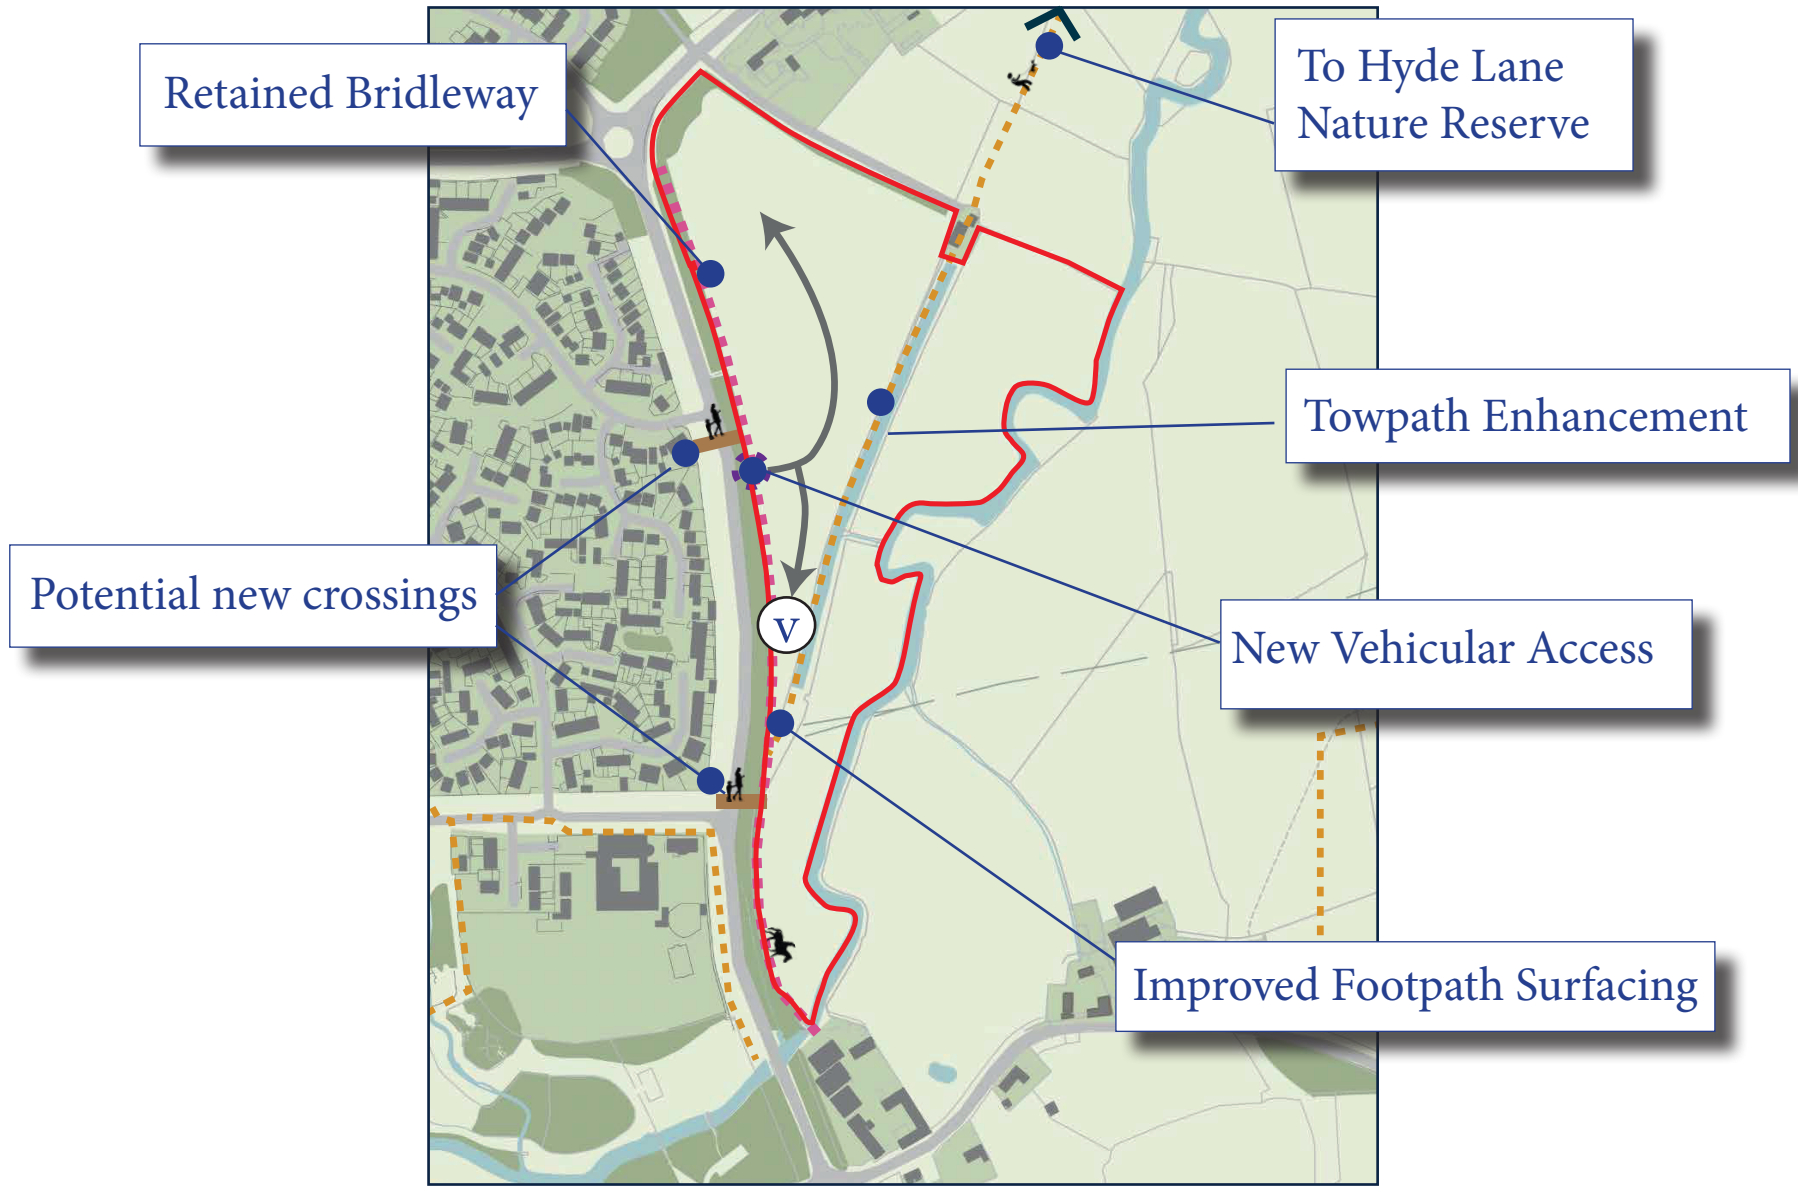 Retained Bridleway
To Hyde Lane
Nature Reserve
Towpath Enhancement
Potential new crossings
V
New Vehicular Access
Improved Footpath Surfacing